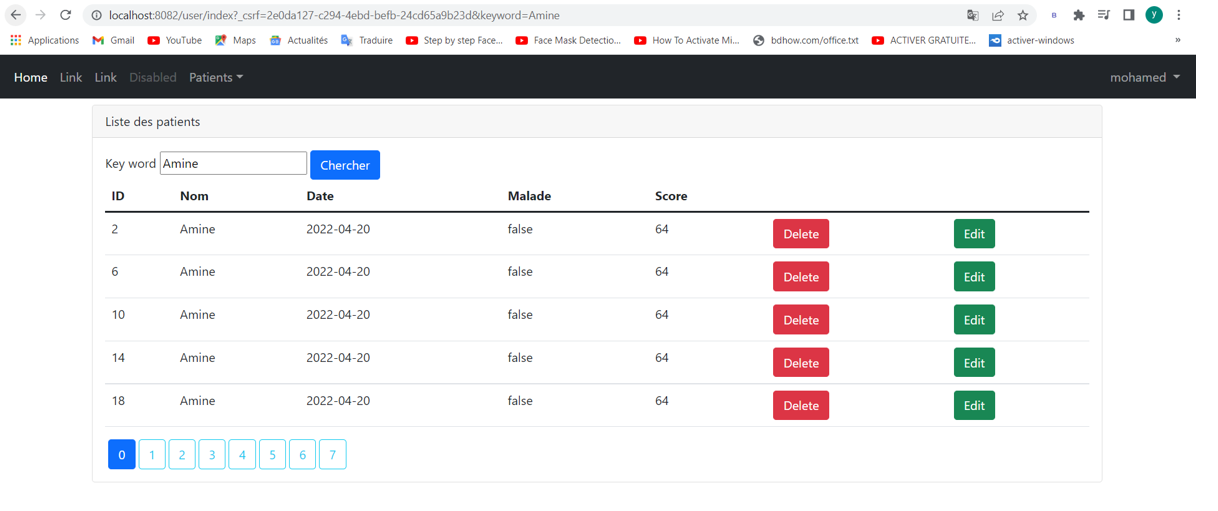 localhost:8082/user/index?_csrf=2e0da127-c294-4ebd-befb-24cd65a9b23d&keyword=Amine B y
Applications Gmail YouTube Maps Actualités Traduire Step by step Face... Face Mask Detectio... How To Activate Mi... bdhow.com/office.txt ACTIVER GRATUITE... activer-windows »
Home Link Link Disabled Patients mohamed
Liste des patients
Key word Amine Chercher
ID Nom Date Malade Score
2 Amine 2022-04-20 false 64 Delete Edit
6 Amine 2022-04-20 false 64 Delete Edit
10 Amine 2022-04-20 false 64 Delete Edit
14 Amine 2022-04-20 false 64 Delete Edit
18 Amine 2022-04-20 false 64 Delete Edit
0 1 2 3 4 5 6 7